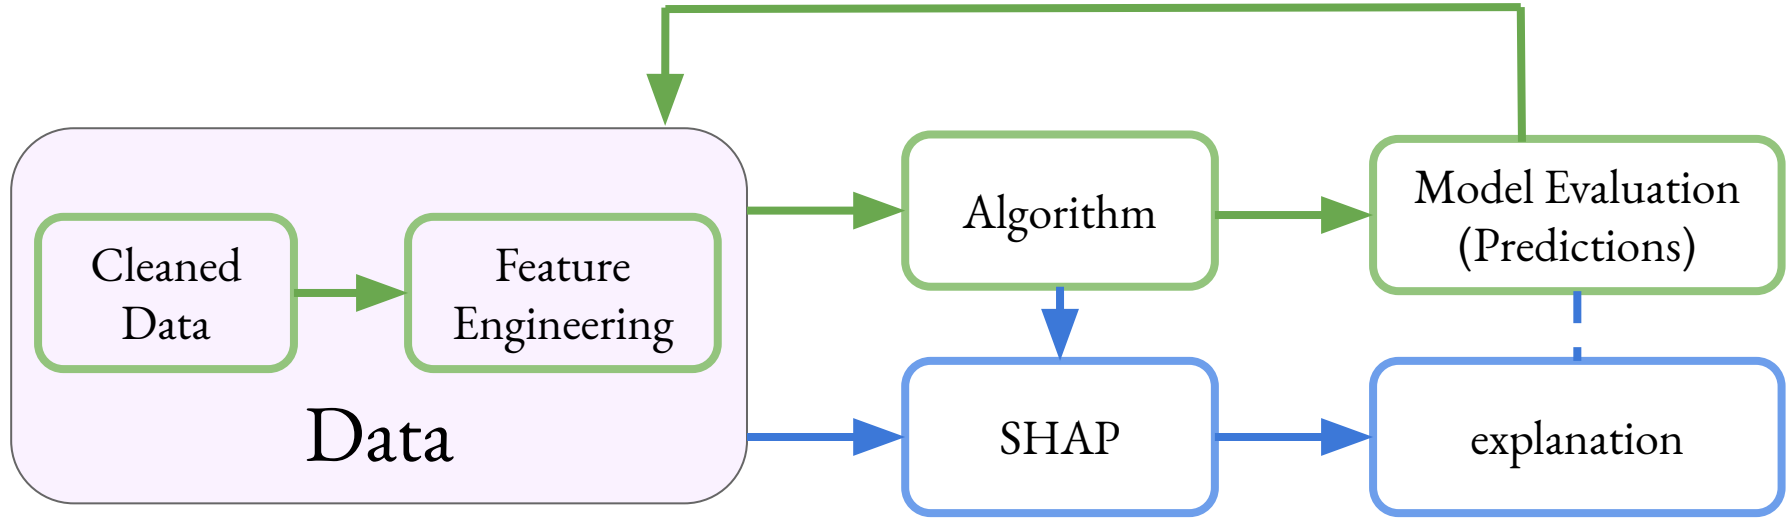 Cleaned
Data
Feature
Engineering
Data
Algorithm
Model Evaluation
(Predictions)
SHAP
explanation